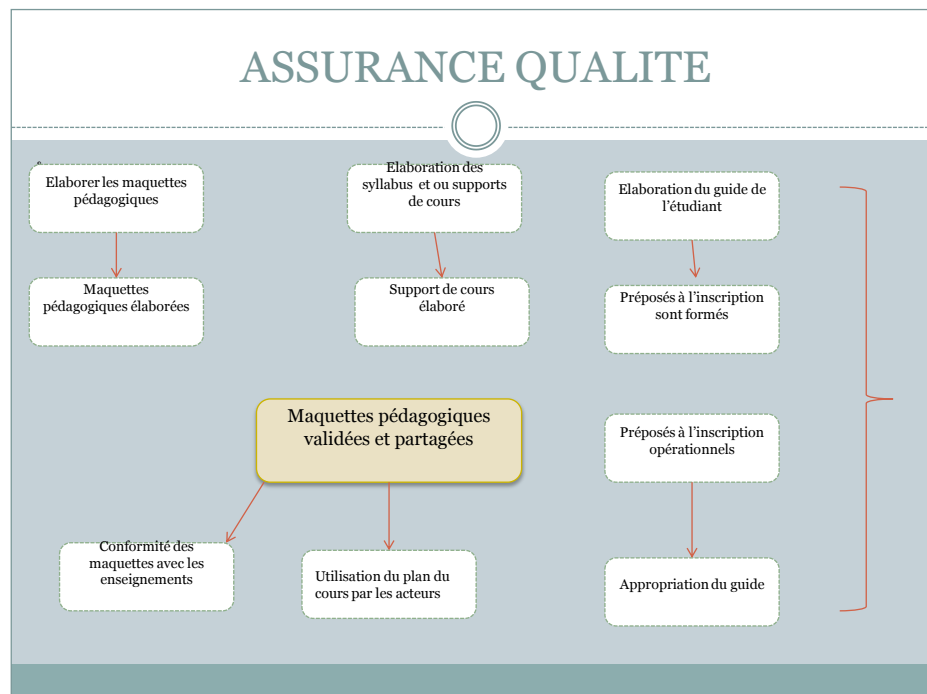 ASSURANCE QUALITE
Elaborer les maquettes
pédagogiques
Elaboration des
syllabus et ou supports
de cours
Elaboration du guide de
l’étudiant
Maquettes
pédagogiques élaborées
Support de cours
élaboré
Préposés à l’inscription
sont formés
Maquettes pédagogiques
validées et partagées
Préposés à l’inscription
opérationnels
Conformité des
maquettes avec les
enseignements
Utilisation du plan du
cours par les acteurs
Appropriation du guide